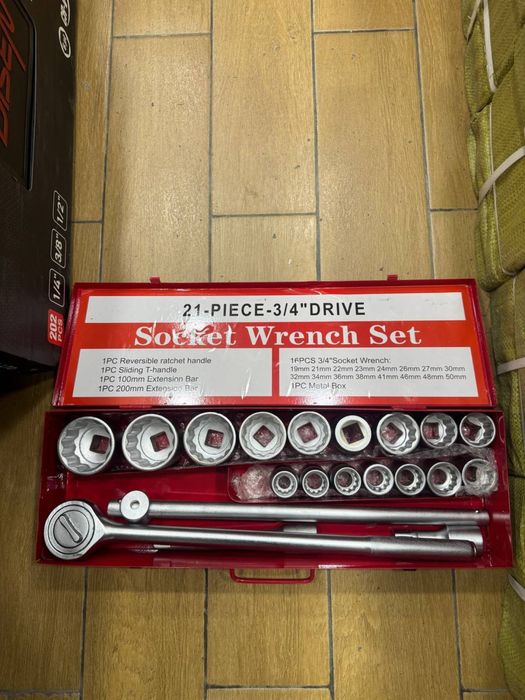 21-PIECE-3/4"DRIVE
Socket Wrench Set
1PC Reversible ratchet handle
1PC Sliding T-handle
1PC 100mm Extension Bar
1PC 200mm Extension Bar
16PCS 3/4"Socket Wrench:
19mm 21mm 22mm 23mm 24mm 26mm 27mm 30mm
32mm 34mm 36mm 38mm 41mm 46mm 48mm 50mm
1PC Metal Box
202
PCS
1/4" 3/8" 1/2"